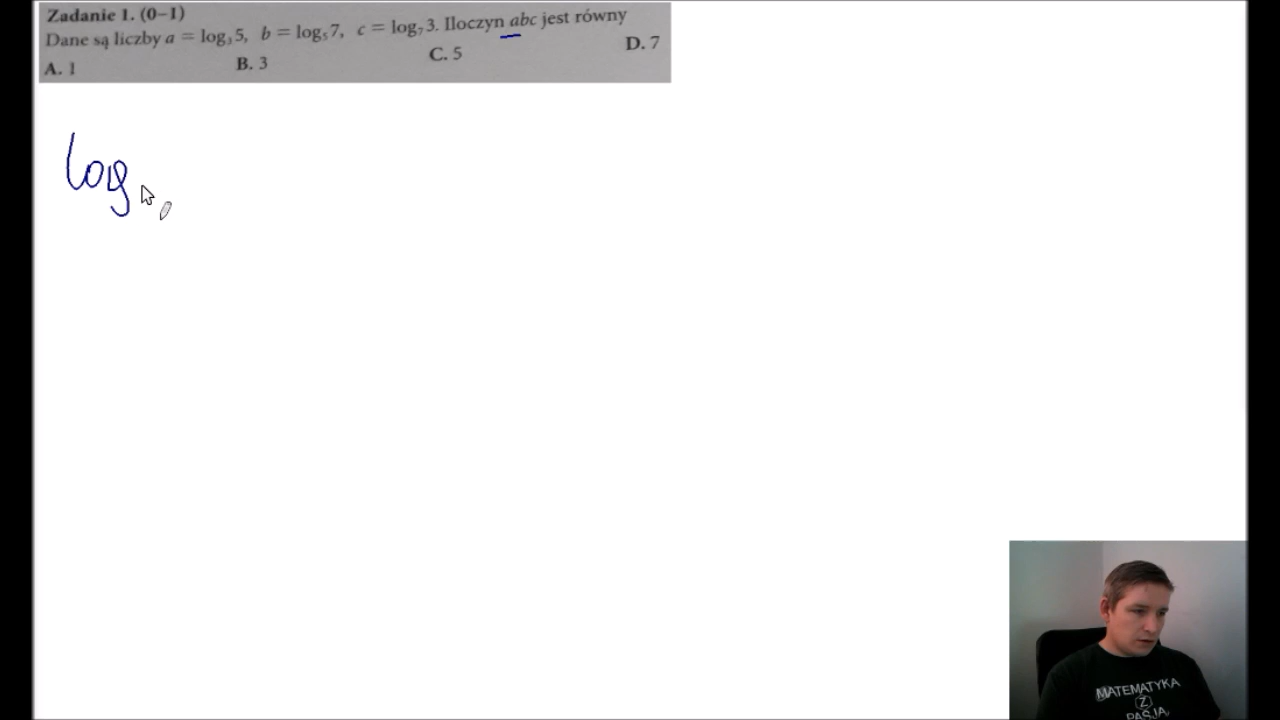 Zadanie 1. (0–1)
Dane są liczby a = log₃5, b = log₅7, c = log₇3. Iloczyn abc jest równy
A. 1 B. 3 C. 5 D. 7
log
MATEMATYKA
Z
PASJĄ